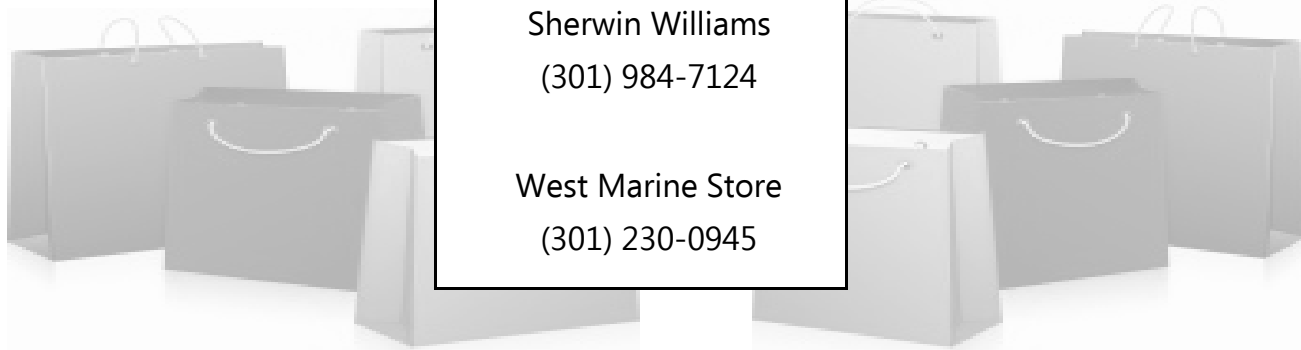 Sherwin Williams
(301) 984-7124
West Marine Store
(301) 230-0945